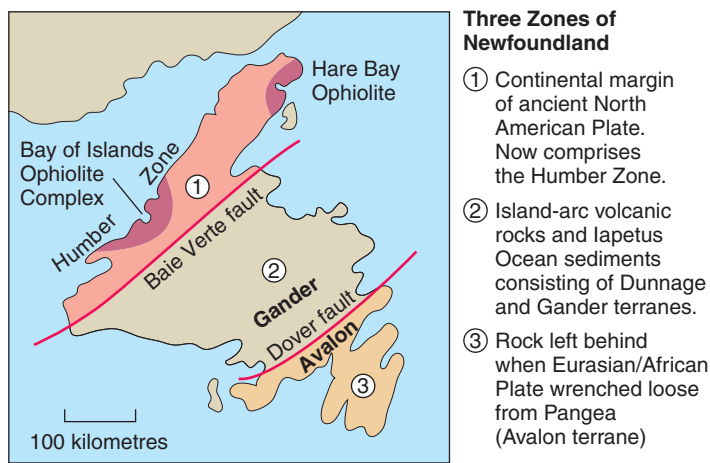 Hare Bay
Ophiolite
Bay of Islands
Ophiolite
Complex
Humber Zone
①
Baie Verte fault
②
Gander
Dover fault
Avalon
③
100 kilometres
Three Zones of
Newfoundland
① Continental margin
of ancient North
American Plate.
Now comprises
the Humber Zone.
② Island-arc volcanic
rocks and Iapetus
Ocean sediments
consisting of Dunnage
and Gander terranes.
③ Rock left behind
when Eurasian/African
Plate wrenched loose
from Pangea
(Avalon terrane)